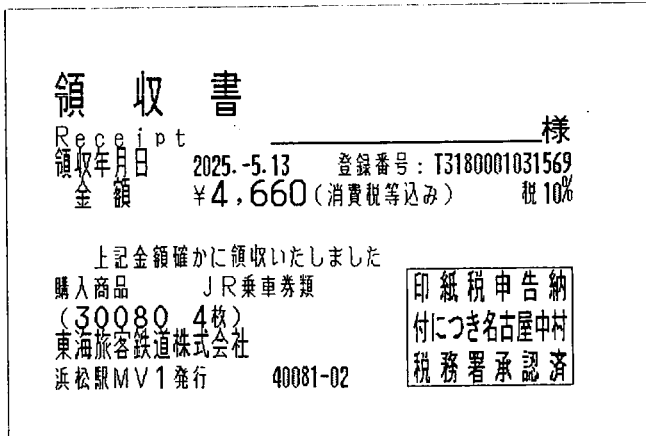 領収書
Receipt 様
領収年月日 2025.-5.13 登録番号：T3180001031569
金額 ¥4,660（消費税等込み） 税10%
上記金額確かに領収いたしました
購入商品 JR乗車券類
（30080 4枚）
東海旅客鉄道株式会社
浜松駅MV1発行 40081-02
印紙税申告納
付につき名古屋中村
税務署承認済